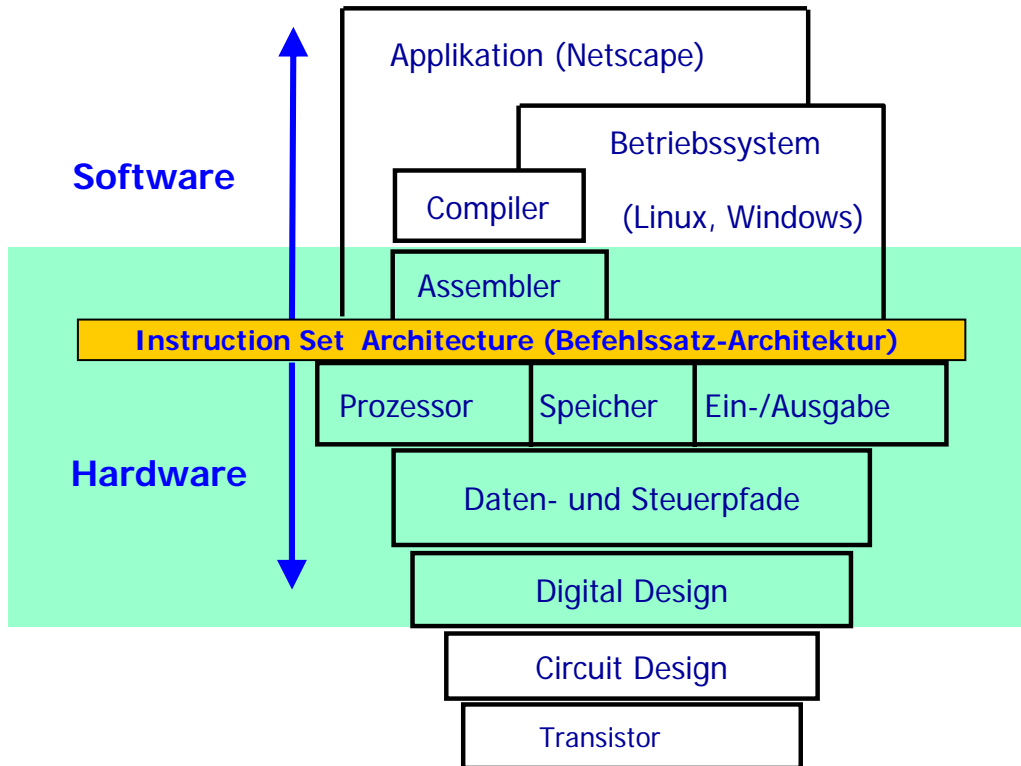 Applikation (Netscape)
Betriebssystem
Software
Compiler
(Linux, Windows)
Assembler
Instruction Set Architecture (Befehlssatz-Architektur)
Prozessor
Speicher
Ein-/Ausgabe
Hardware
Daten- und Steuerpfade
Digital Design
Circuit Design
Transistor